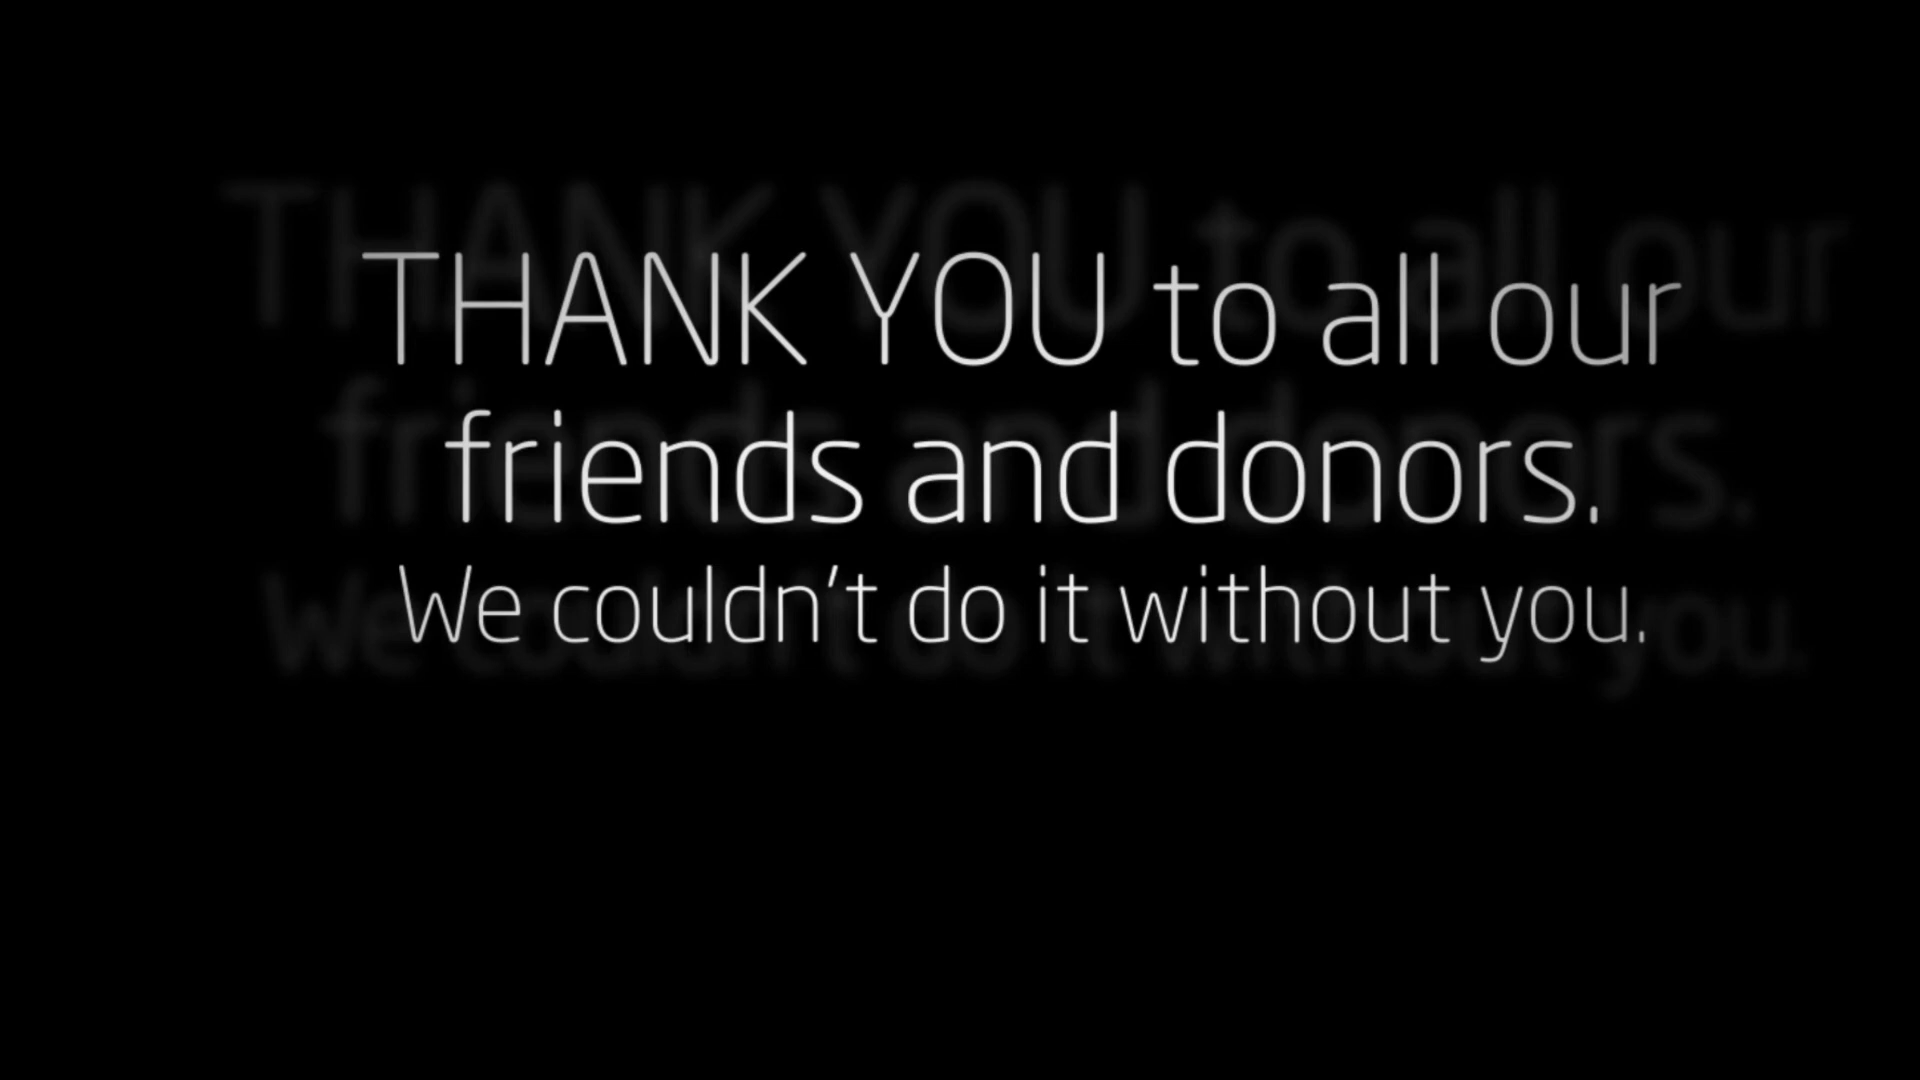 THANK YOU to all our
friends and donors.
We couldn't do it without you.